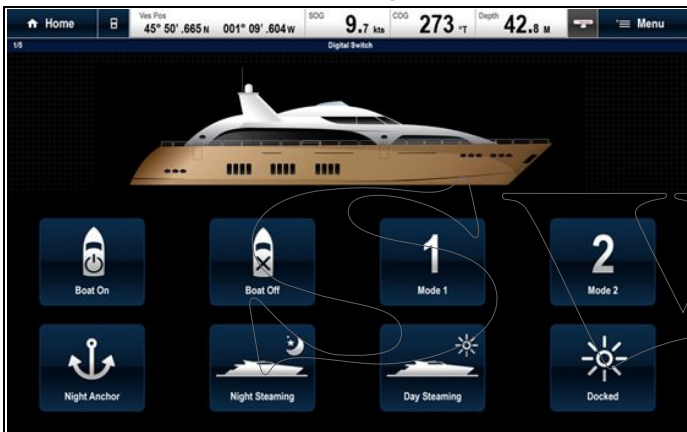 Home
Ves Pos
45° 50' .665 N 001° 09' .604 W
SOG
9.7 kts
COG
273 °T
Depth
42.8 M
Menu
1/5
Digital Switch
Boat On
Boat Off
1
Mode 1
2
Mode 2
Night Anchor
Night Steaming
Day Steaming
Docked